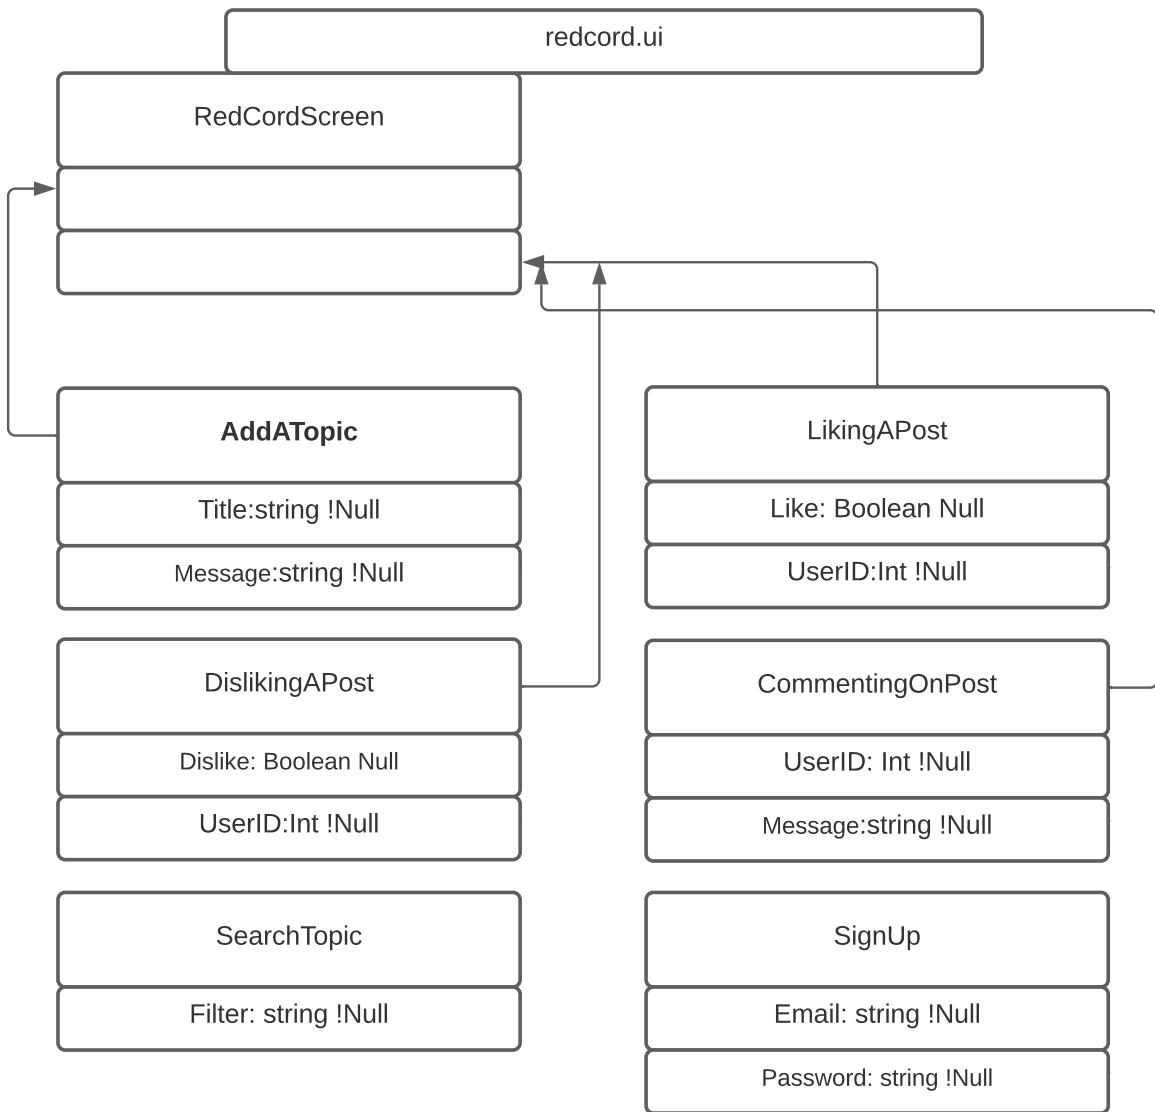 redcord.ui
RedCordScreen
AddATopic
Title:string !Null
Message:string !Null
LikingAPost
Like: Boolean Null
UserID:Int !Null
DislikingAPost
Dislike: Boolean Null
UserID:Int !Null
CommentingOnPost
UserID: Int !Null
Message:string !Null
SearchTopic
Filter: string !Null
SignUp
Email: string !Null
Password: string !Null